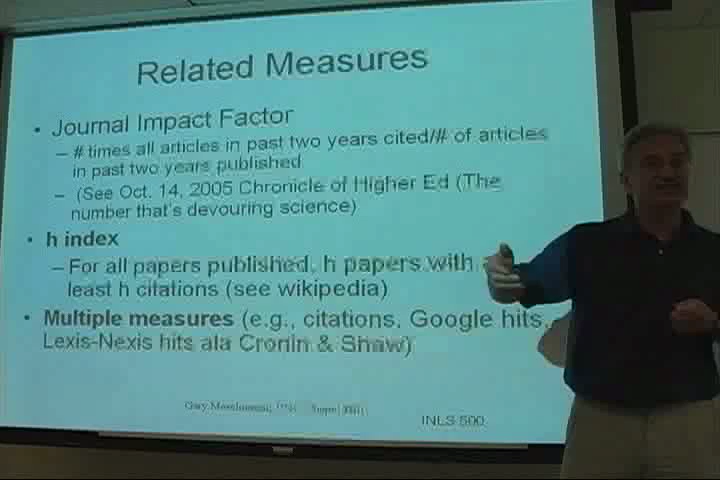 Related Measures
• Journal Impact Factor
– # times all articles in past two years cited/# of articles
in past two years published
– (See Oct. 14, 2005 Chronicle of Higher Ed (The
number that's devouring science)
• h index
– For all papers published, h papers with
least h citations (see wikipedia)
• Multiple measures (e.g., citations, Google hits,
Lexis-Nexis hits ala Cronin & Shaw)
Gary
INLS 500